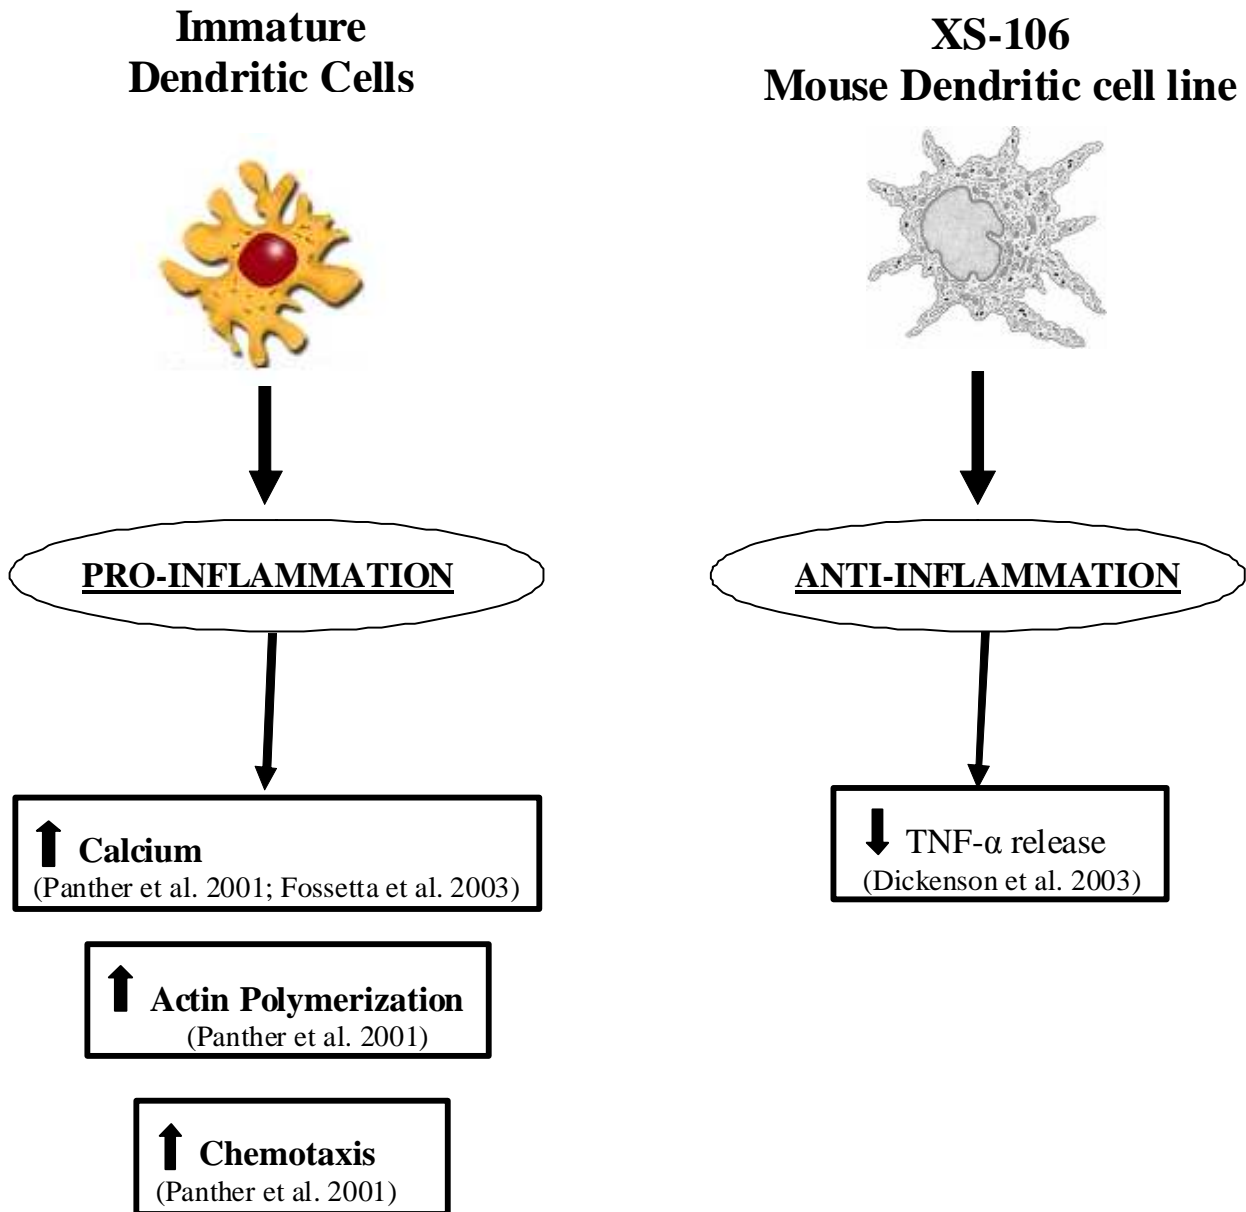 Immature
Dendritic Cells
XS-106
Mouse Dendritic cell line
PRO-INFLAMMATION
ANTI-INFLAMMATION
Calcium
(Panther et al. 2001; Fossetta et al. 2003)
Actin Polymerization
(Panther et al. 2001)
Chemotaxis
(Panther et al. 2001)
TNF-α release
(Dickenson et al. 2003)